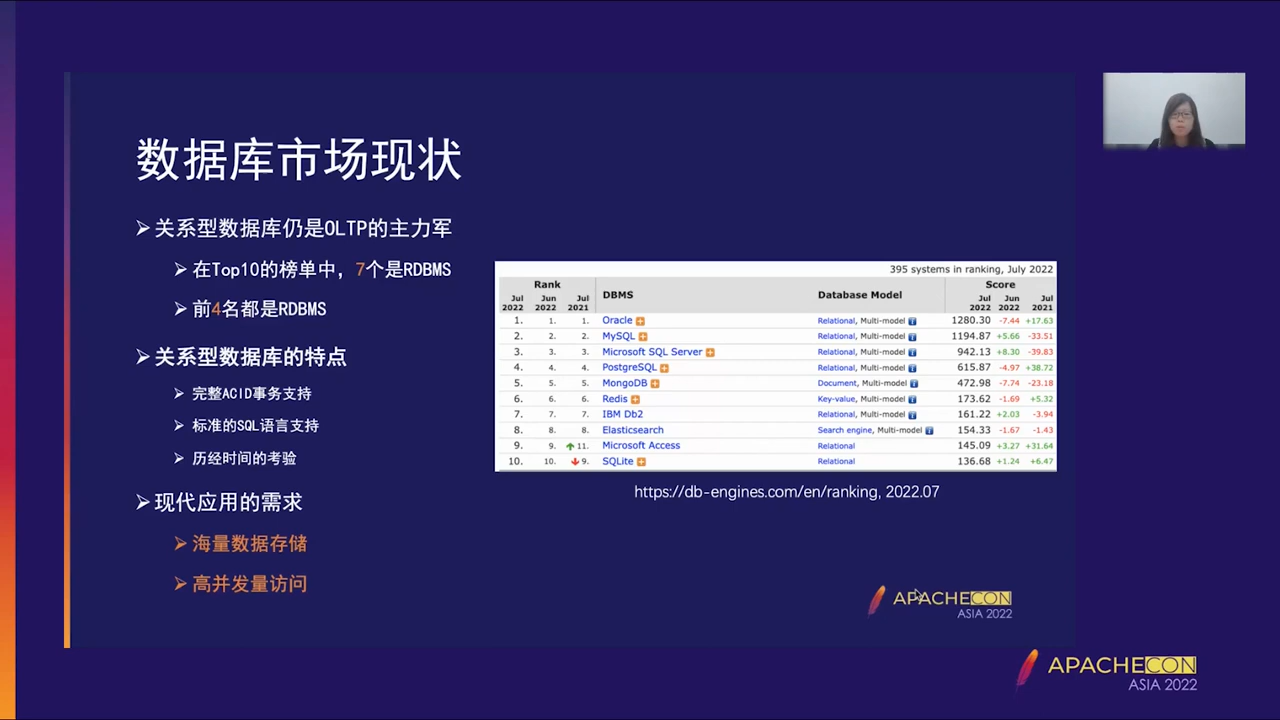 数据库市场现状
关系型数据库仍是OLTP的主力军
在Top10的榜单中，7个是RDBMS
前4名都是RDBMS
关系型数据库的特点
完整ACID事务支持
标准的SQL语言支持
历经时间的考验
现代应用的需求
海量数据存储
高并发量访问
395 systems in ranking, July 2022
Rank DBMS Database Model Score
Jul 2022 Jun 2022 Jul 2021 Jul 2022 Jun 2022 Jul 2021
1. 1. 1. Oracle Relational, Multi-model 1280.30 -7.44 +17.63
2. 2. 2. MySQL Relational, Multi-model 1194.87 +5.66 -33.51
3. 3. 3. Microsoft SQL Server Relational, Multi-model 942.13 +8.30 -39.83
4. 4. 4. PostgreSQL Relational, Multi-model 615.87 -4.97 +38.72
5. 5. 5. MongoDB Document, Multi-model 472.98 -7.74 -23.18
6. 6. 6. Redis Key-value, Multi-model 173.62 -1.69 +5.32
7. 7. 7. IBM Db2 Relational, Multi-model 161.22 +2.03 -3.94
8. 8. 8. Elasticsearch Search engine, Multi-model 154.33 -1.67 -1.43
9. 9. 11. Microsoft Access Relational 145.09 +3.27 +31.64
10. 10. 9. SQLite Relational 136.68 +1.24 +6.47
https://db-engines.com/en/ranking, 2022.07
APACHECON
ASIA 2022
APACHECON
ASIA 2022